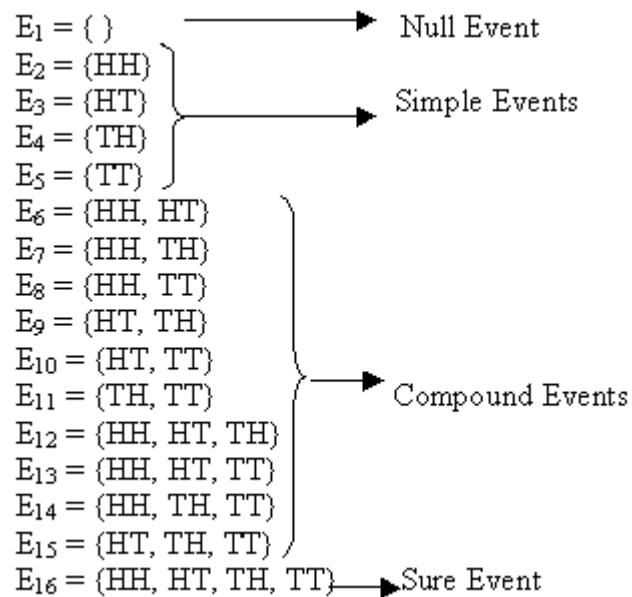 E₁ = { } Null Event
E₂ = {HH}
E₃ = {HT} Simple Events
E₄ = {TH}
E₅ = {TT}
E₆ = {HH, HT}
E₇ = {HH, TH}
E₈ = {HH, TT}
E₉ = {HT, TH}
E₁₀ = {HT, TT}
E₁₁ = {TH, TT} Compound Events
E₁₂ = {HH, HT, TH}
E₁₃ = {HH, HT, TT}
E₁₄ = {HH, TH, TT}
E₁₅ = {HT, TH, TT}
E₁₆ = {HH, HT, TH, TT} Sure Event